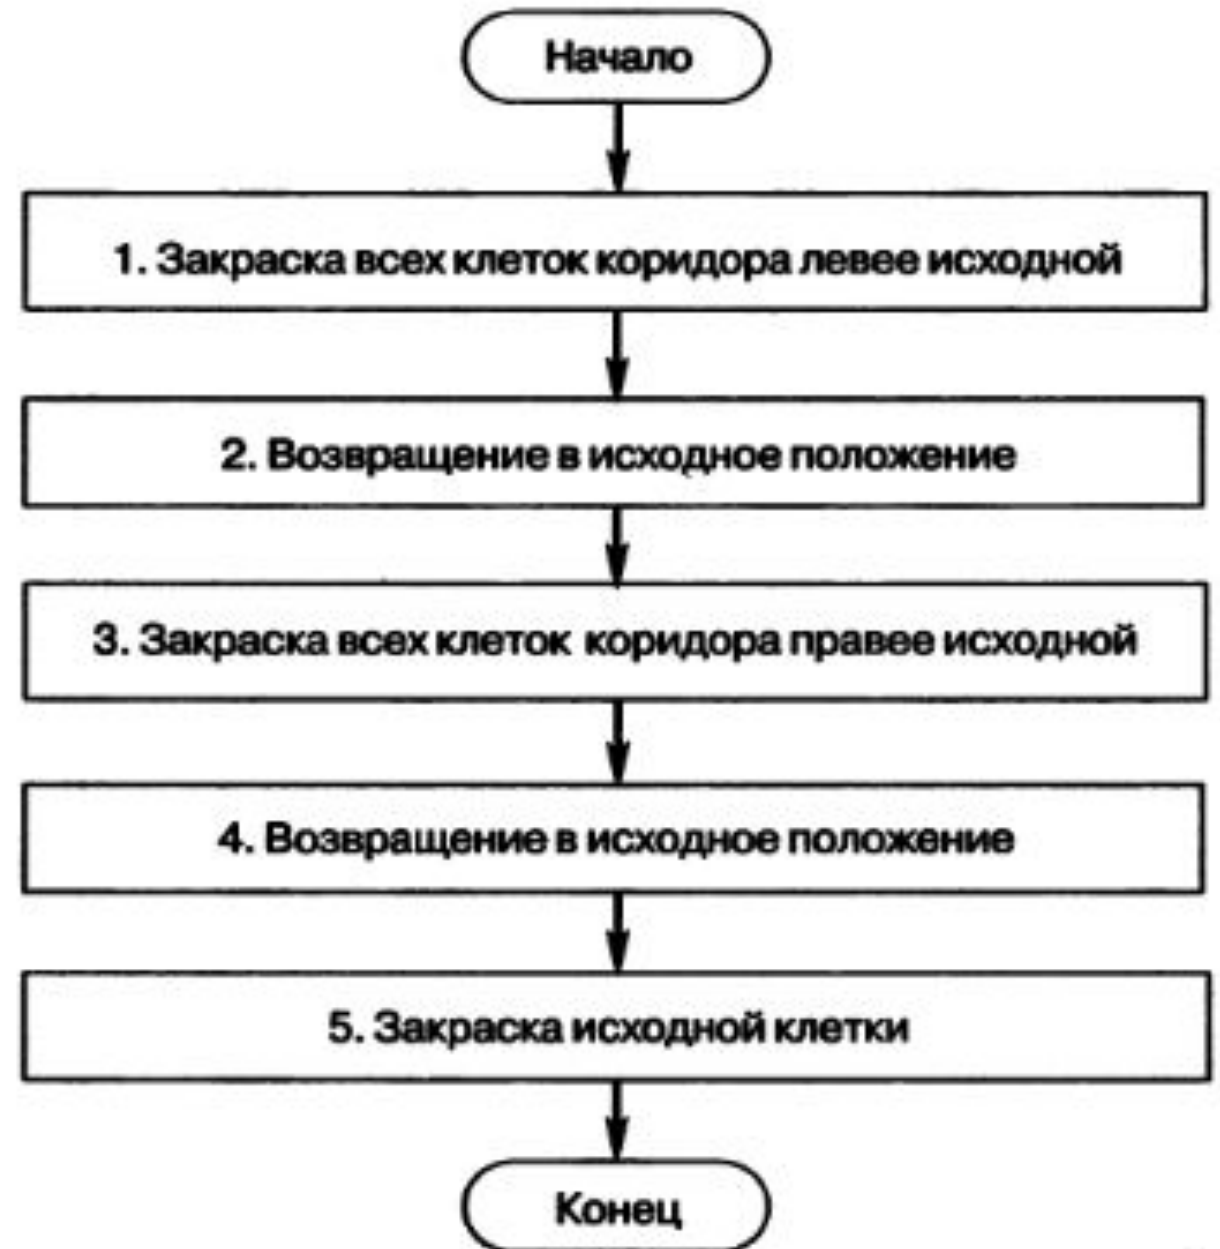 Начало
1. Закраска всех клеток коридора левее исходной
2. Возвращение в исходное положение
3. Закраска всех клеток коридора правее исходной
4. Возвращение в исходное положение
5. Закраска исходной клетки
Конец